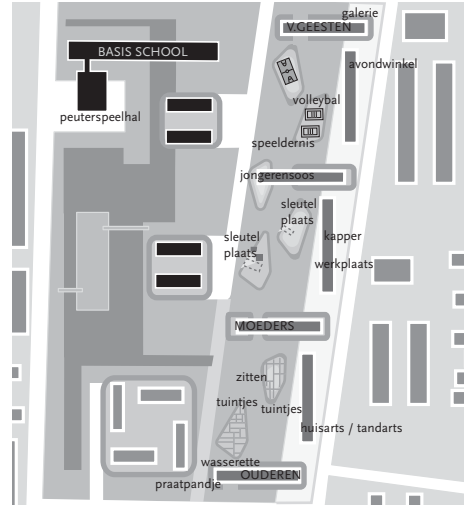 galerie
V.GEESTEN
BASIS SCHOOL
avondwinkel
volleybal
peuterspeelhal
speeldernis
jongerensoos
sleutel
plaats
sleutel
plaats
kapper
werkplaats
MOEDERS
zitten
tuintjes
tuintjes
huisarts / tandarts
wasserette
OUDEREN
praatpandje